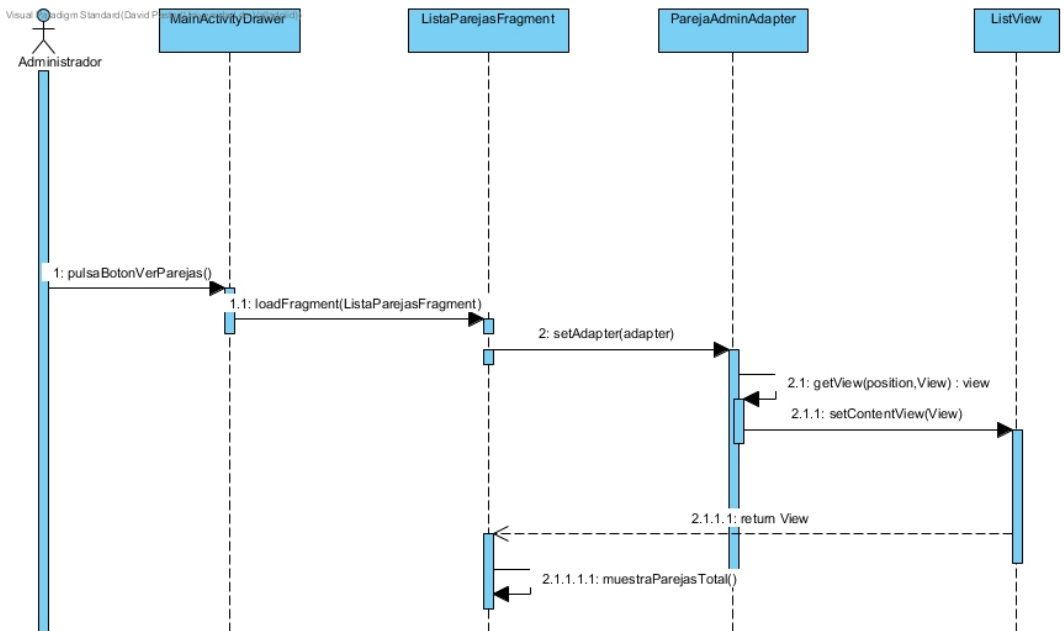 Visual Paradigm Standard(David
MainActivityDrawer
ListaParejasFragment
ParejaAdminAdapter
ListView
Administrador
1: pulsaBotonVerParejas()
1.1: loadFragment(ListaParejasFragment)
2: setAdapter(adapter)
2.1: getView(position,View) : view
2.1.1: setContentView(View)
2.1.1.1: return View
2.1.1.1.1: muestraParejasTotal()